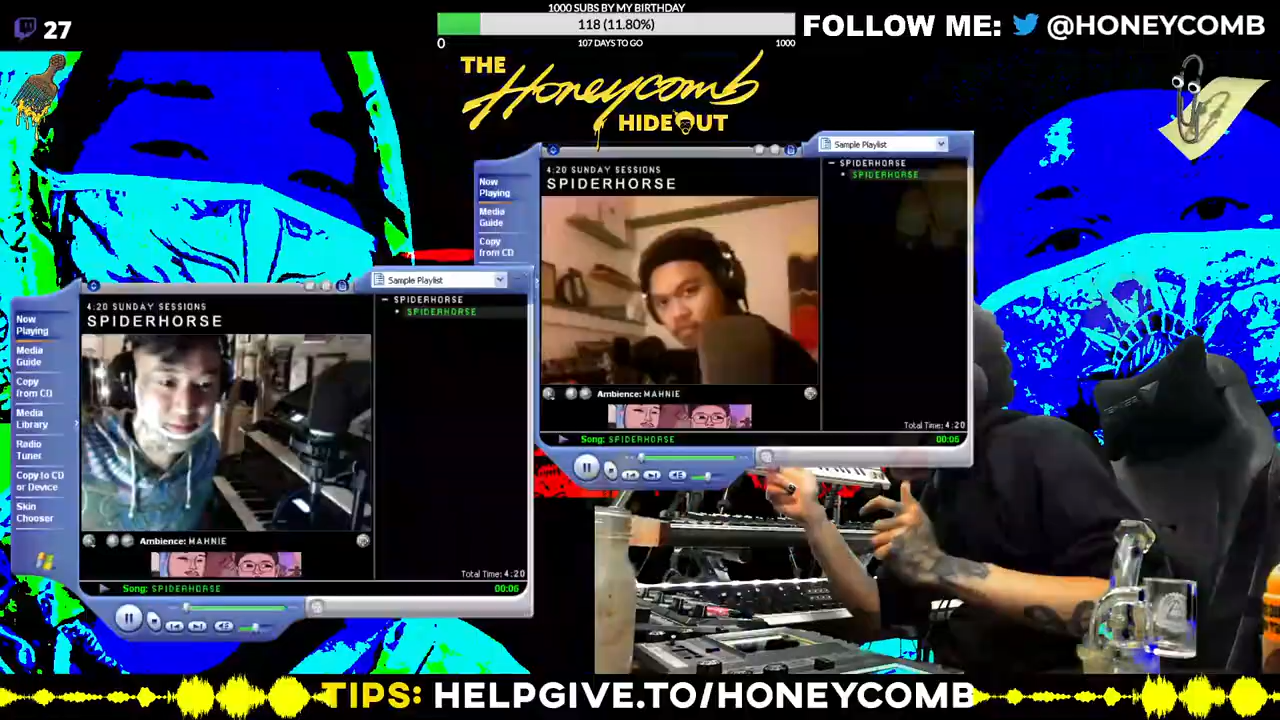 27
1000 SUBS BY MY BIRTHDAY
118 (11.80%)
0
107 DAYS TO GO
1000
FOLLOW ME: @HONEYCOMB
THE
Honeycomb
HIDEOUT
Sample Playlist
4:20 SUNDAY SESSIONS
SPIDERHORSE
SPIDERHORSE
SPIDERHORSE
Now
Playing
Media
Guide
Copy
from CD
Ambience: MAHNIE
Total Time: 4:20
Song: SPIDERHORSE
00:06
Sample Playlist
4:20 SUNDAY SESSIONS
SPIDERHORSE
SPIDERHORSE
SPIDERHORSE
Now
Playing
Media
Guide
Copy
from CD
Media
Library
Radio
Tuner
Copy to CD
or Device
Skin
Chooser
Ambience: MAHNIE
Total Time: 4:20
Song: SPIDERHORSE
00:06
TIPS: HELPGIVE.TO/HONEYCOMB